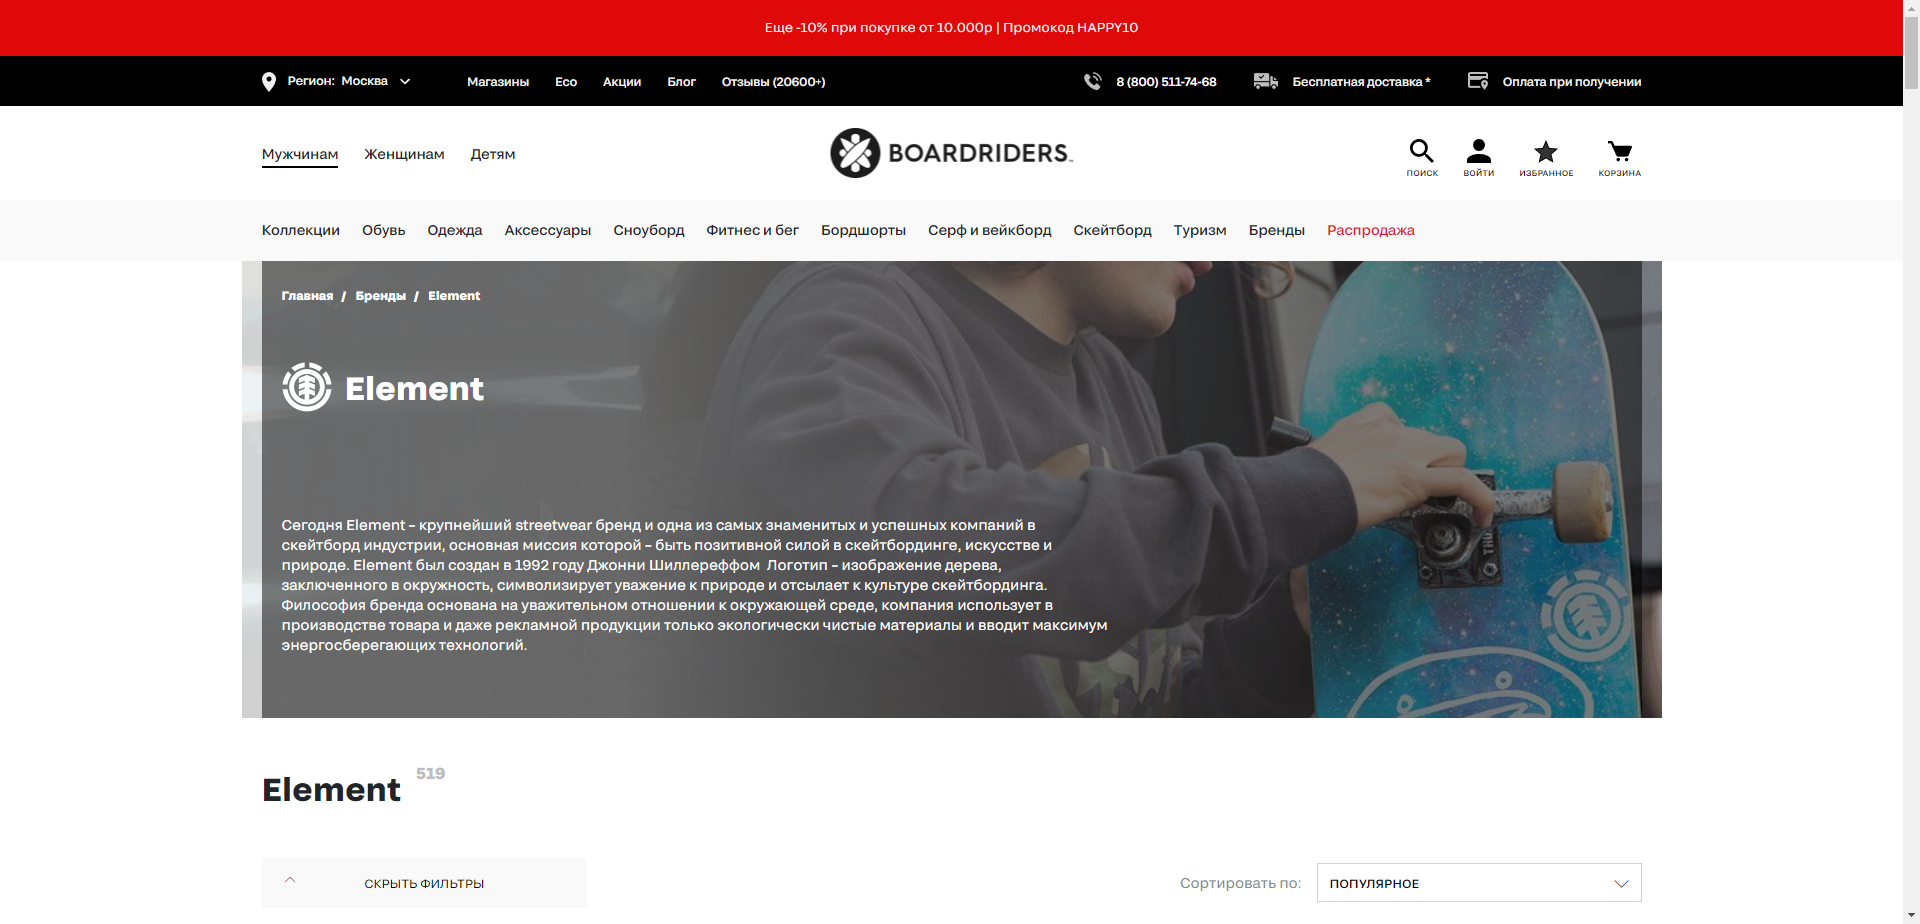 Еще -10% при покупке от 10.000р | Промокод HAPPY10
Регион: Москва
Магазины Eco Акции Блог Отзывы (20600+)
8 (800) 511-74-68
Бесплатная доставка *
Оплата при получении
Мужчинам Женщинам Детям
BOARDRIDERS
ПОИСК ВОЙТИ ИЗБРАННОЕ КОРЗИНА
Коллекции Обувь Одежда Аксессуары Сноуборд Фитнес и бег Бордшорты Серф и вейкборд Скейтборд Туризм Бренды Распродажа
Главная / Бренды / Element
Element
Сегодня Element – крупнейший streetwear бренд и одна из самых знаменитых и успешных компаний в
скейтборд индустрии, основная миссия которой – быть позитивной силой в скейтбординге, искусстве и
природе. Element был создан в 1992 году Джонни Шиллереффом  Логотип – изображение дерева,
заключенного в окружность, символизирует уважение к природе и отсылает к культуре скейтбординга.
Философия бренда основана на уважительном отношении к окружающей среде, компания использует в
производстве товара и даже рекламной продукции только экологически чистые материалы и вводит максимум
энергосберегающих технологий.
Element 519
СКРЫТЬ ФИЛЬТРЫ
Сортировать по: ПОПУЛЯРНОЕ